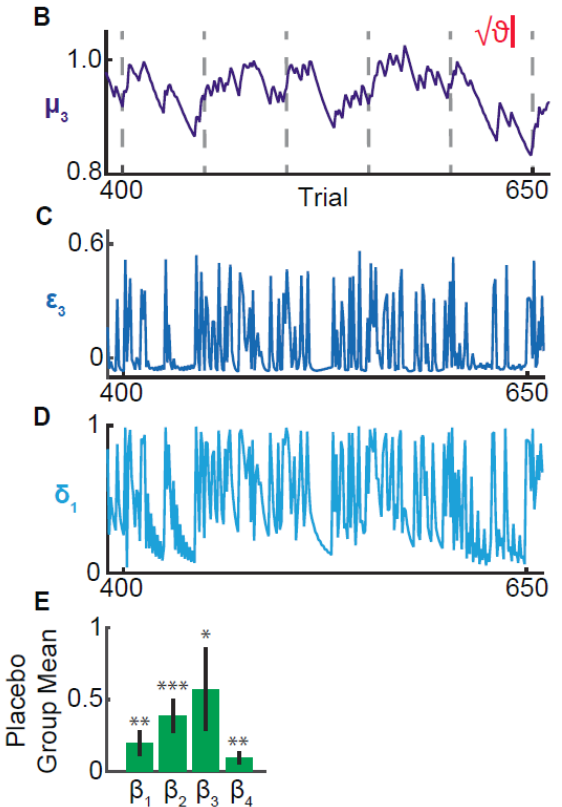 B
√ϑ
1.0
μ₃
0.8
400 Trial 650
C
0.6
ε₃
0
400 650
D
1
δ₁
0
400 650
E
1
Placebo
Group Mean
0.5
0
** *** * **
β₁ β₂ β₃ β₄